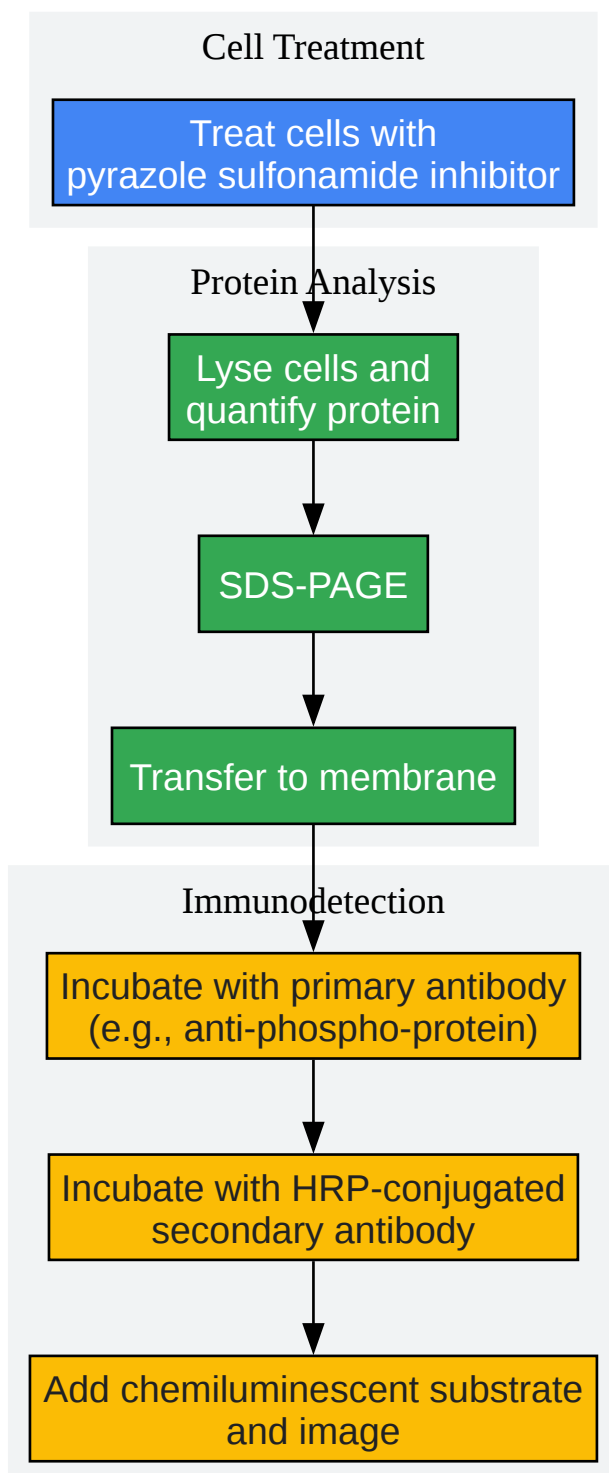 Cell Treatment
Treat cells with
pyrazole sulfonamide inhibitor
Protein Analysis
Lyse cells and
quantify protein
SDS-PAGE
Transfer to membrane
Immunodetection
Incubate with primary antibody
(e.g., anti-phospho-protein)
Incubate with HRP-conjugated
secondary antibody
Add chemiluminescent substrate
and image